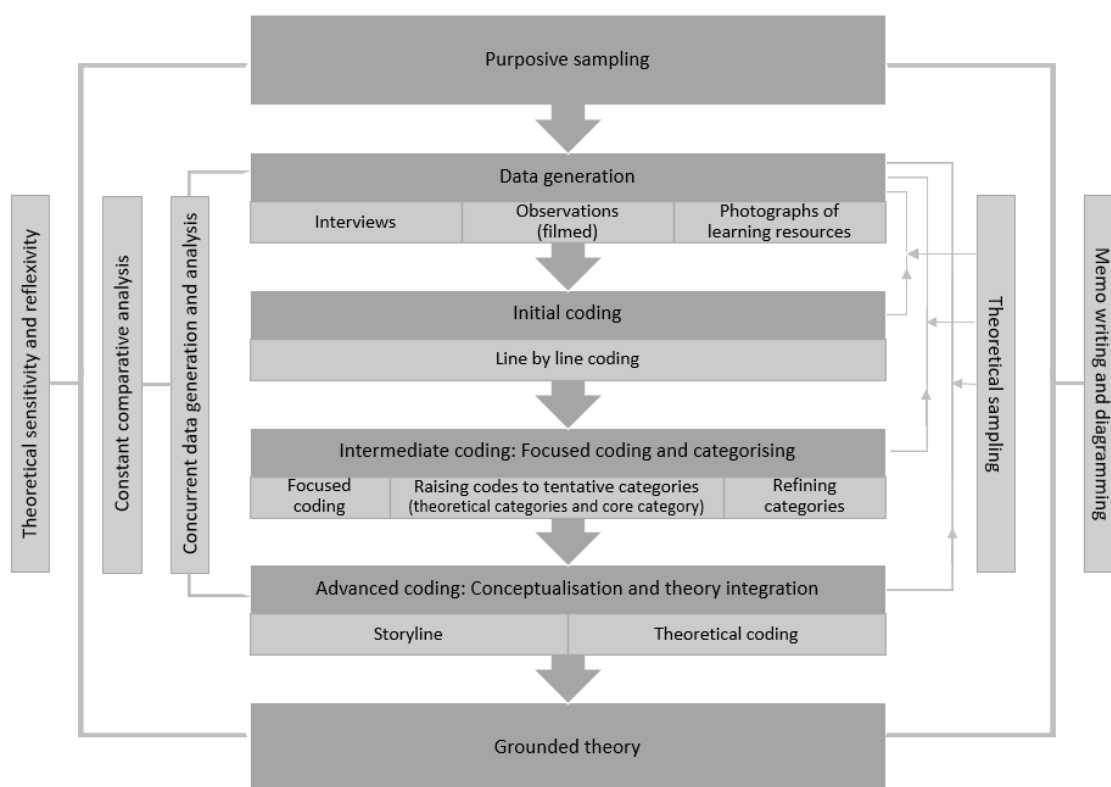 Purposive sampling
Data generation
Interviews
Observations
(filmed)
Photographs of
learning resources
Initial coding
Line by line coding
Intermediate coding: Focused coding and categorising
Focused
coding
Raising codes to tentative categories
(theoretical categories and core category)
Refining
categories
Advanced coding: Conceptualisation and theory integration
Storyline
Theoretical coding
Grounded theory
Theoretical sensitivity and reflexivity
Constant comparative analysis
Concurrent data generation and analysis
Theoretical sampling
Memo writing and diagramming